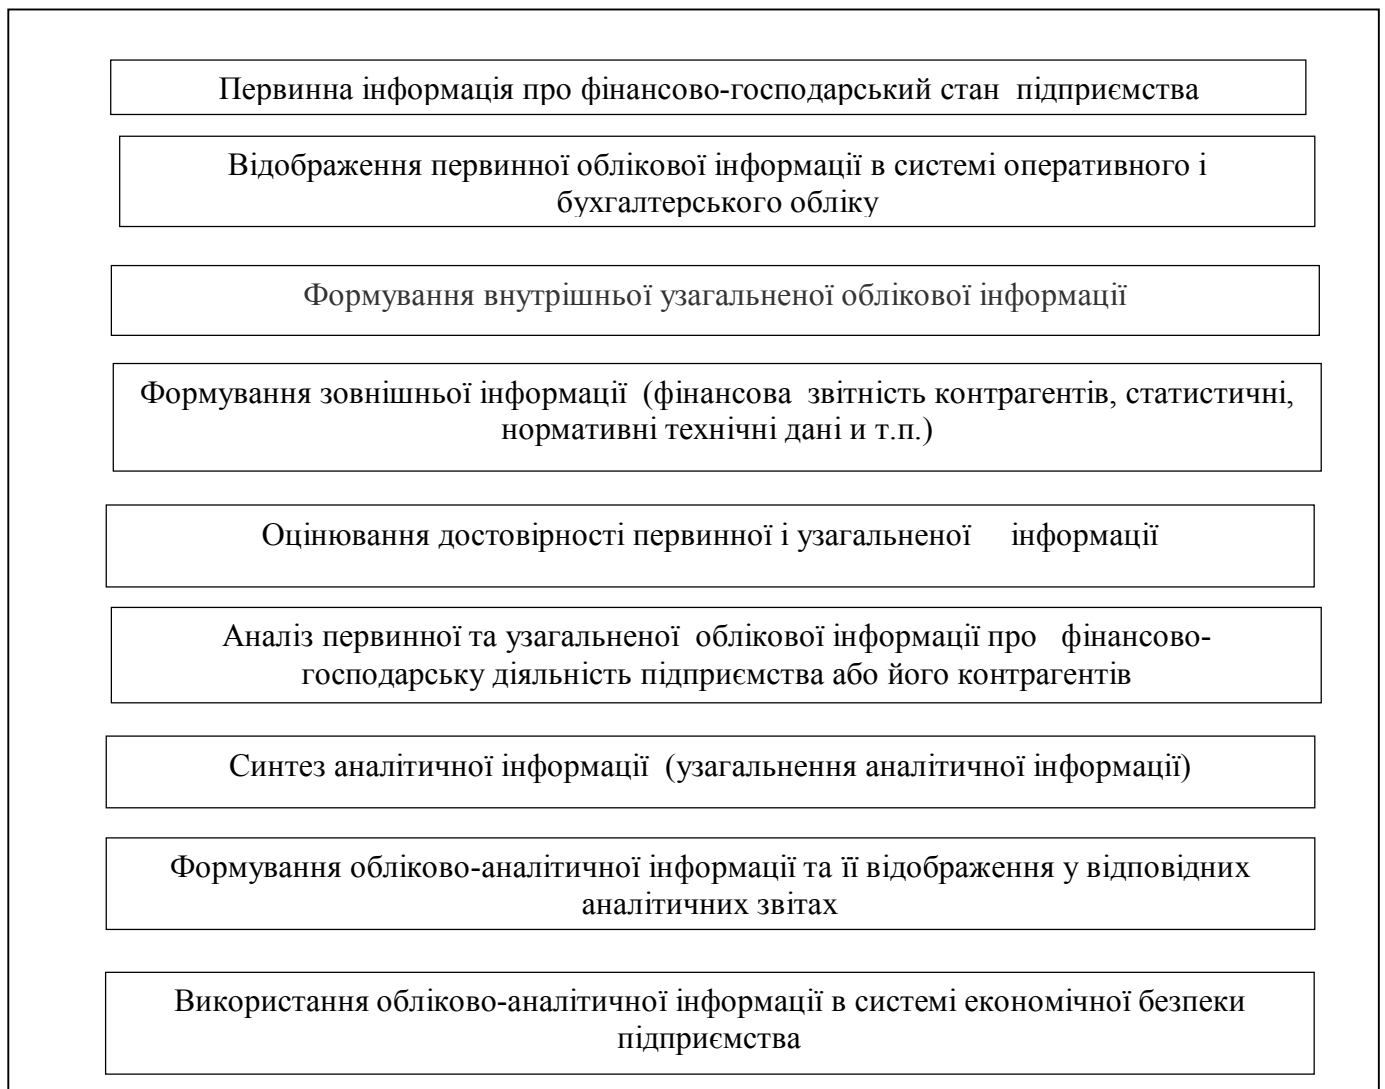 Первинна інформація про фінансово-господарський стан підприємства
Відображення первинної облікової інформації в системі оперативного і
бухгалтерського обліку
Формування внутрішньої узагальненої облікової інформації
Формування зовнішньої інформації (фінансова звітність контрагентів, статистичні,
нормативні технічні дані и т.п.)
Оцінювання достовірності первинної і узагальненої інформації
Аналіз первинної та узагальненої облікової інформації про фінансово-
господарську діяльність підприємства або його контрагентів
Синтез аналітичної інформації (узагальнення аналітичної інформації)
Формування обліково-аналітичної інформації та її відображення у відповідних
аналітичних звітах
Використання обліково-аналітичної інформації в системі економічної безпеки
підприємства